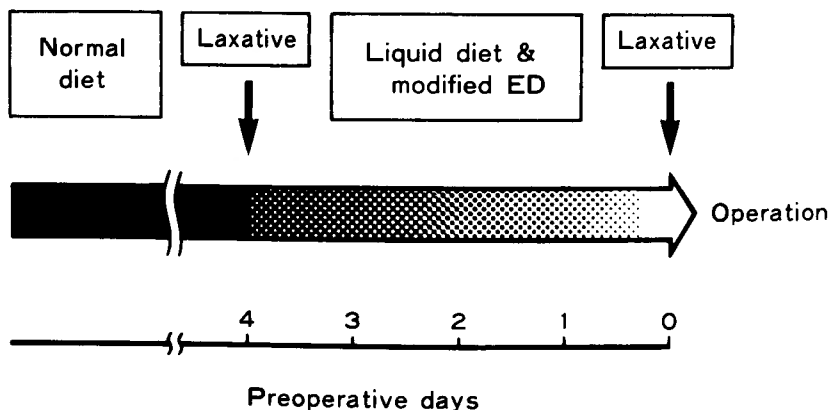 Normal
diet
Laxative
Liquid diet &
modified ED
Laxative
Operation
4 3 2 1 0
Preoperative days